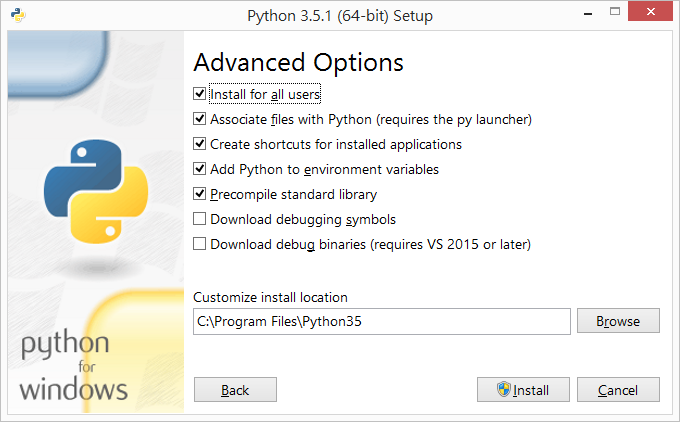 Python 3.5.1 (64-bit) Setup
Advanced Options
Install for all users
Associate files with Python (requires the py launcher)
Create shortcuts for installed applications
Add Python to environment variables
Precompile standard library
Download debugging symbols
Download debug binaries (requires VS 2015 or later)
Customize install location
C:\Program Files\Python35
Browse
python
for
windows
Back
Install
Cancel